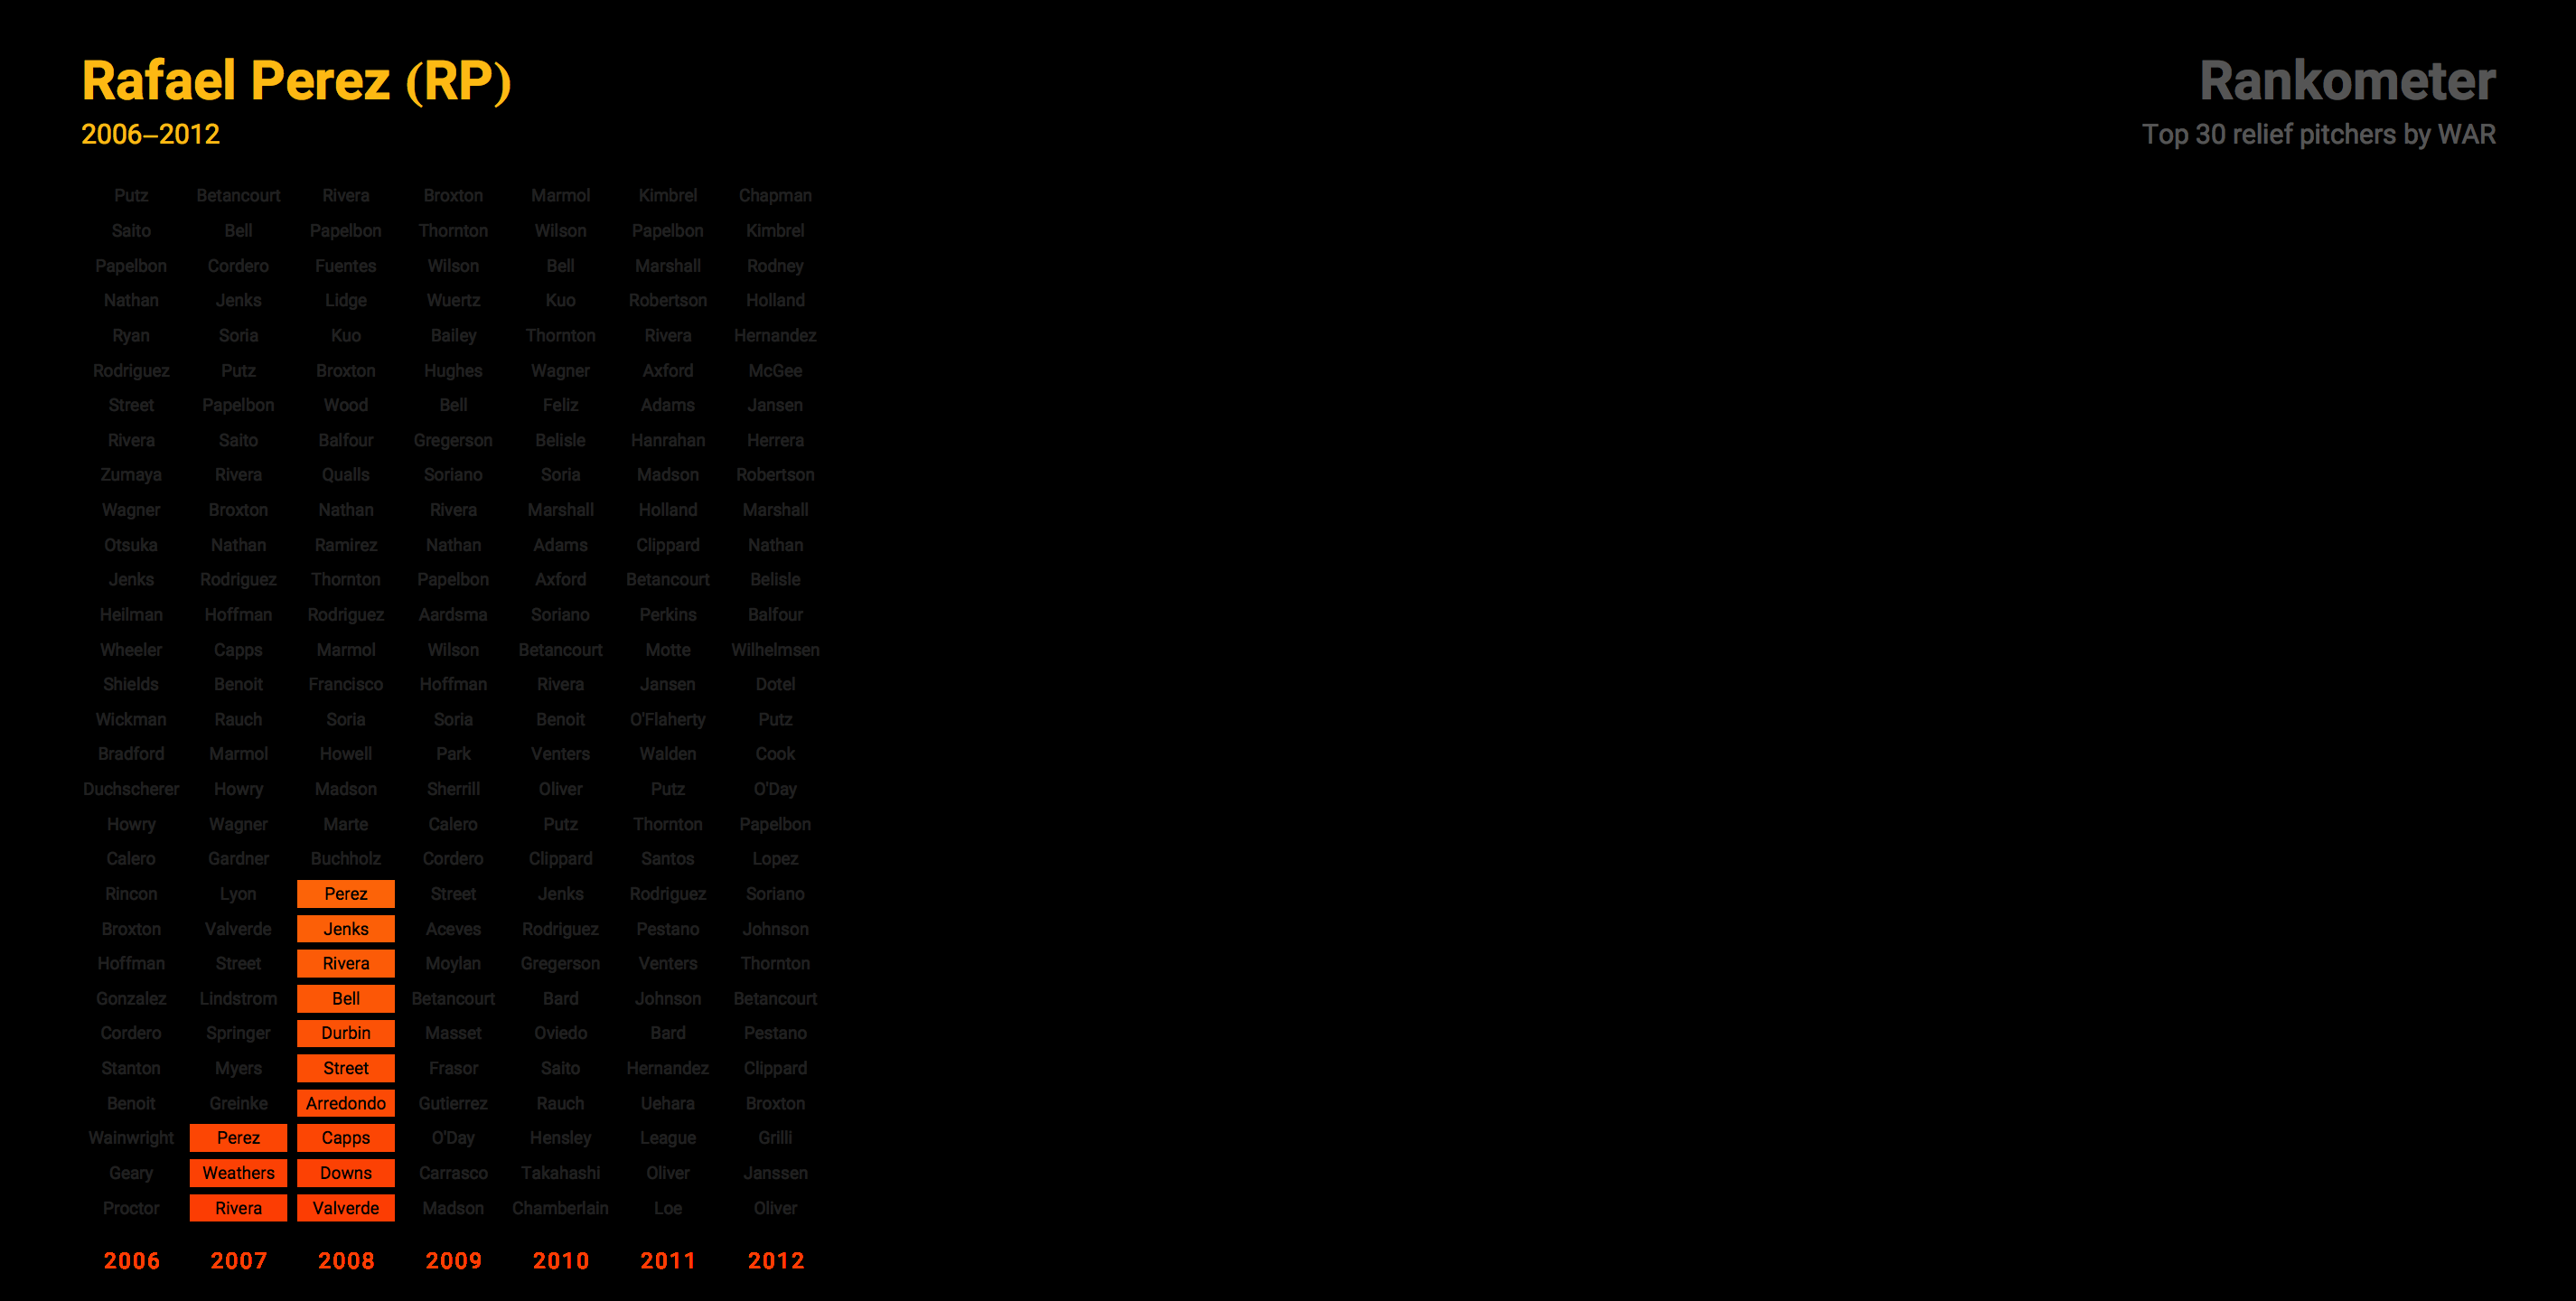 Rafael Perez (RP)
2006–2012
Rankometer
Top 30 relief pitchers by WAR
Putz Betancourt Rivera Broxton Marmol Kimbrel Chapman
Saito Bell Papelbon Thornton Wilson Papelbon Kimbrel
Papelbon Cordero Fuentes Wilson Bell Marshall Rodney
Nathan Jenks Lidge Wuertz Kuo Robertson Holland
Ryan Soria Kuo Bailey Thornton Rivera Hernandez
Rodriguez Putz Broxton Hughes Wagner Axford McGee
Street Papelbon Wood Bell Feliz Adams Jansen
Rivera Saito Balfour Gregerson Belisle Hanrahan Herrera
Zumaya Rivera Qualls Soriano Soria Madson Robertson
Wagner Broxton Nathan Rivera Marshall Holland Marshall
Otsuka Nathan Ramirez Nathan Adams Clippard Nathan
Jenks Rodriguez Thornton Papelbon Axford Betancourt Belisle
Heilman Hoffman Rodriguez Aardsma Soriano Perkins Balfour
Wheeler Capps Marmol Wilson Betancourt Motte Wilhelmsen
Shields Benoit Francisco Hoffman Rivera Jansen Dotel
Wickman Rauch Soria Soria Benoit O'Flaherty Putz
Bradford Marmol Howell Park Venters Walden Cook
Duchscherer Howry Madson Sherrill Oliver Putz O'Day
Howry Wagner Marte Calero Putz Thornton Papelbon
Calero Gardner Buchholz Cordero Clippard Santos Lopez
Rincon Lyon Perez Street Jenks Rodriguez Soriano
Broxton Valverde Jenks Aceves Rodriguez Pestano Johnson
Hoffman Street Rivera Moylan Gregerson Venters Thornton
Gonzalez Lindstrom Bell Betancourt Bard Johnson Betancourt
Cordero Springer Durbin Masset Oviedo Bard Pestano
Stanton Myers Street Frasor Saito Hernandez Clippard
Benoit Greinke Arredondo Gutierrez Rauch Uehara Broxton
Wainwright Perez Capps O'Day Hensley League Grilli
Geary Weathers Downs Carrasco Takahashi Oliver Janssen
Proctor Rivera Valverde Madson Chamberlain Loe Oliver
2006 2007 2008 2009 2010 2011 2012